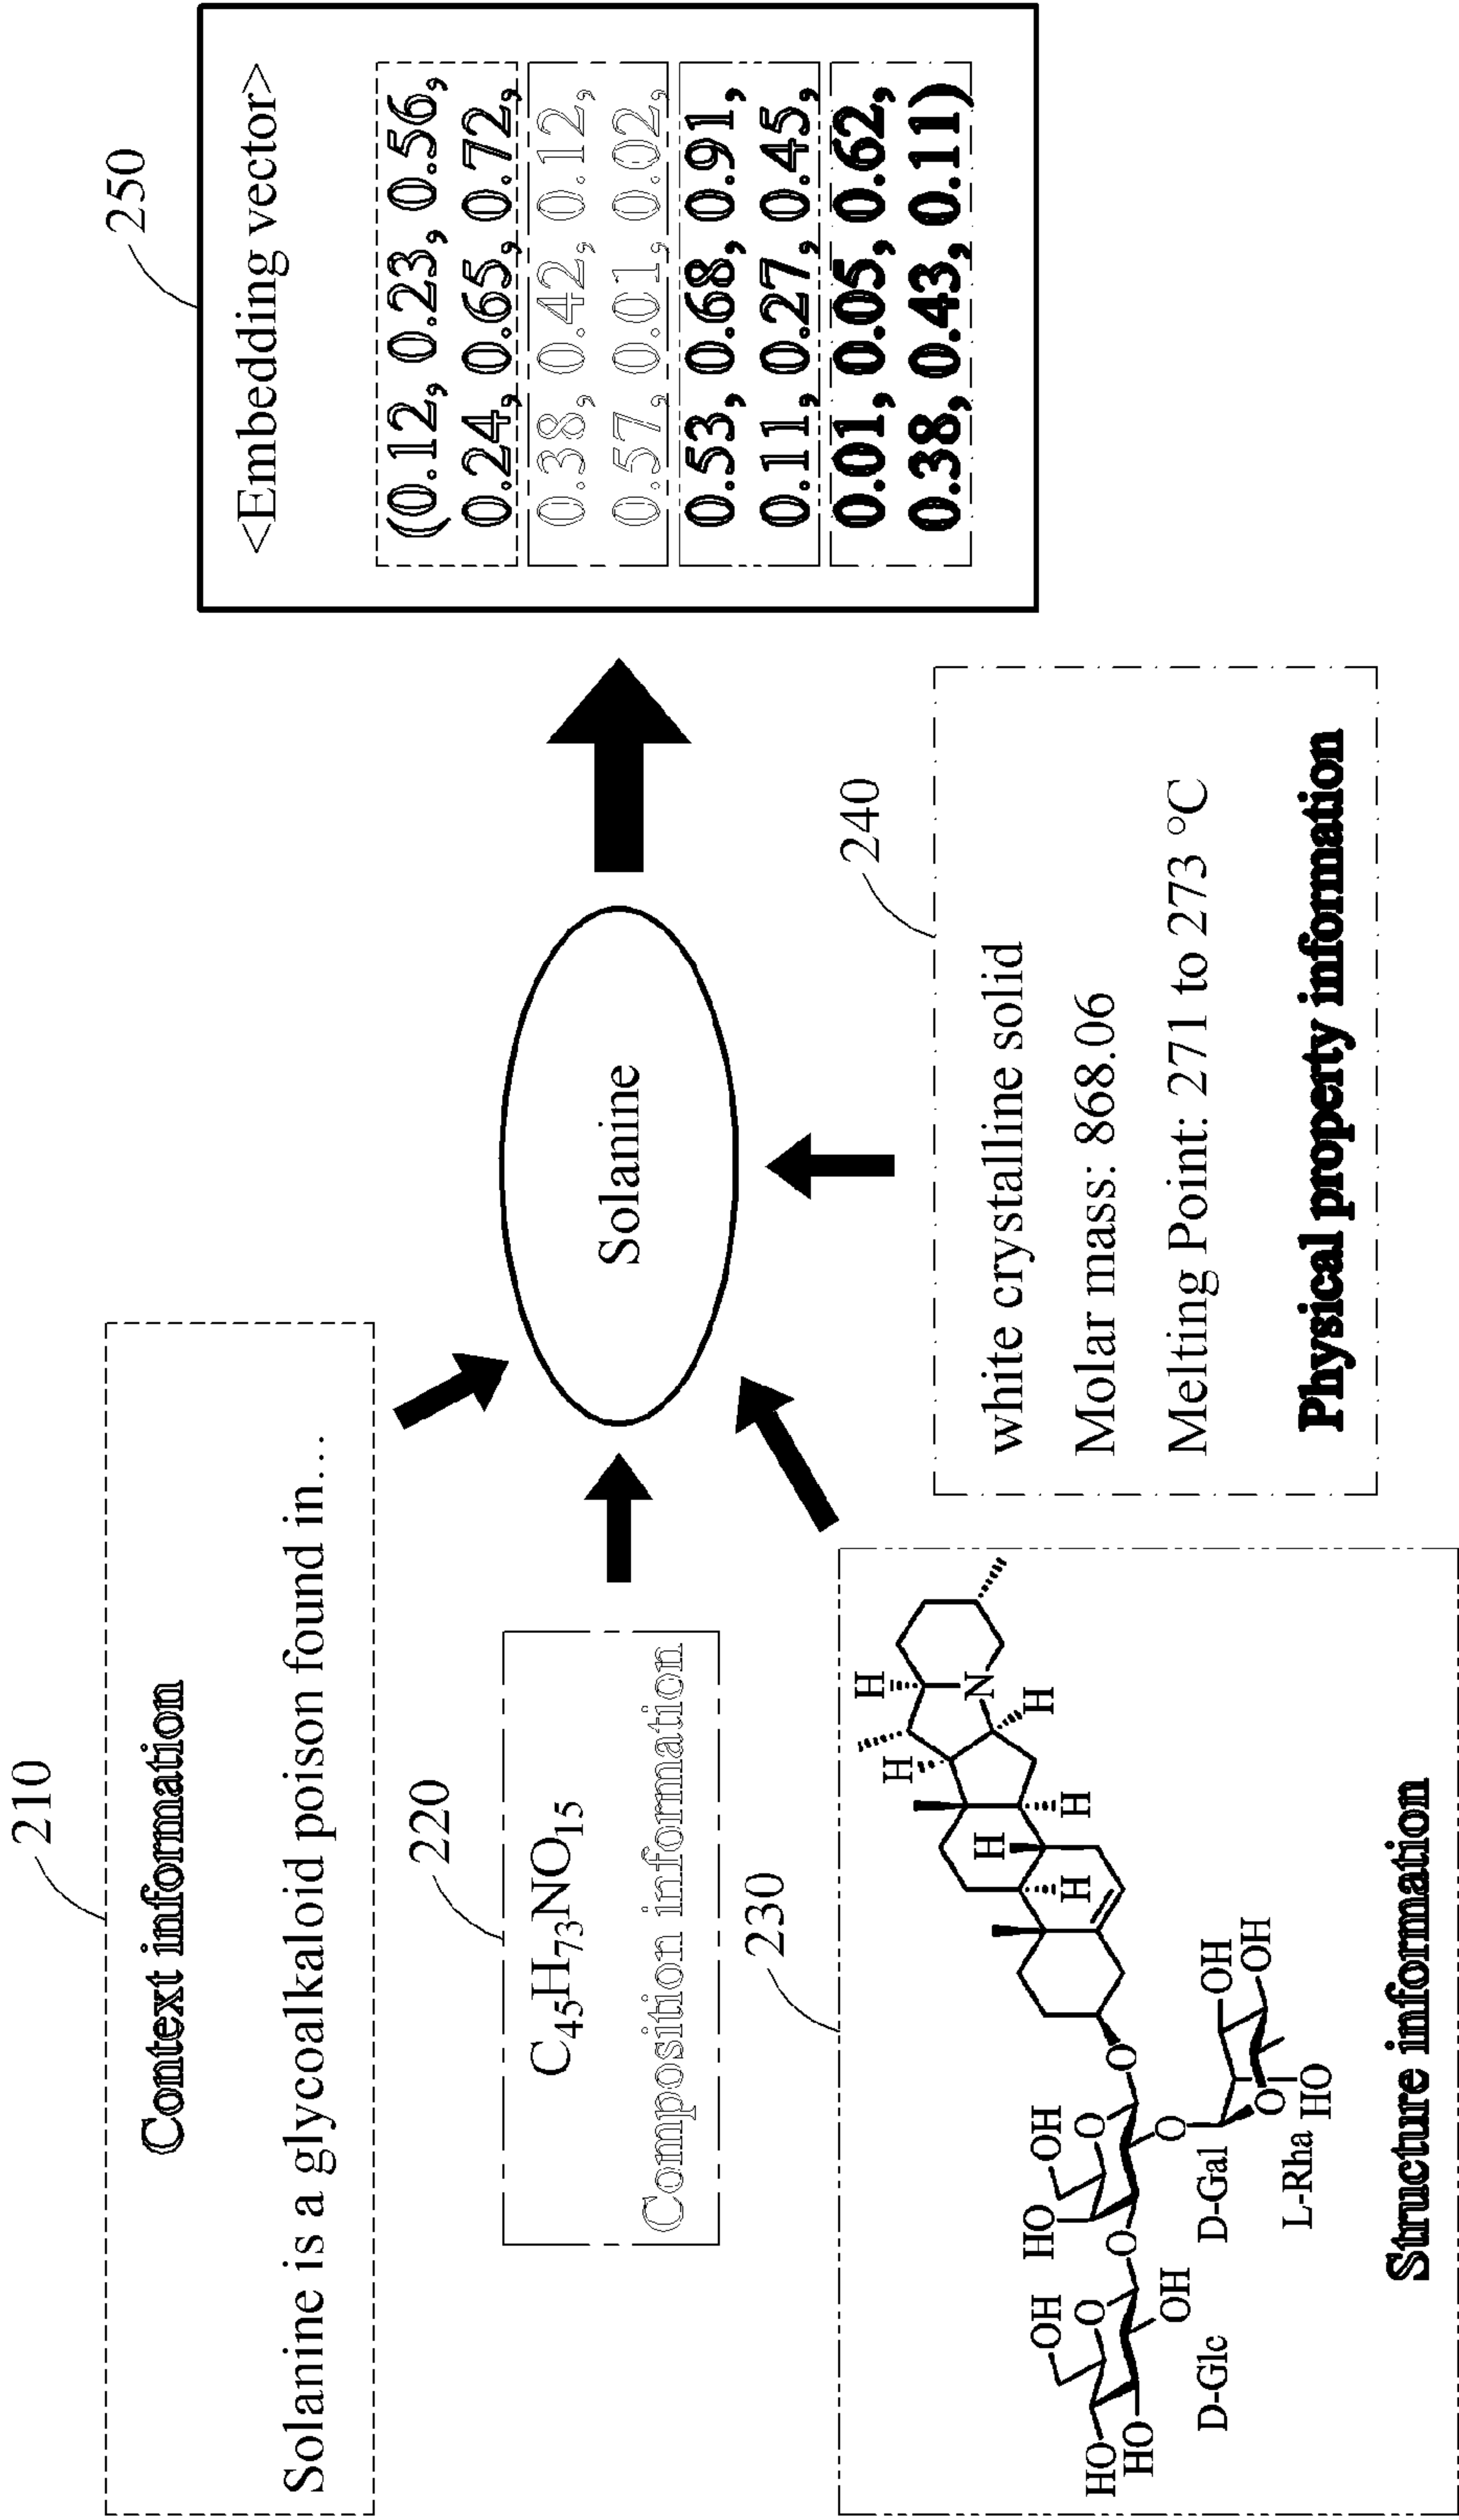 210
Context information
Solanine is a glycoalkaloid poison found in...
220
C₄₅H₇₃NO₁₅
Composition information
230
HO
HO
OH
O
OH
D-Glc
O
HO
OH
O
O
D-Gal
O
OH
OH
O
HO
L-Rha
H
H
H
H
H
N
H
Structure information
Solanine
240
white crystalline solid
Molar mass: 868.06
Melting Point: 271 to 273 °C
Physical property information
250
<Embedding vector>
(0.12, 0.23, 0.56,
0.24, 0.65, 0.72,
0.38, 0.42, 0.12,
0.57, 0.01, 0.02,
0.53, 0.68, 0.91,
0.11, 0.27, 0.45,
0.01, 0.05, 0.62,
0.38, 0.43, 0.11)